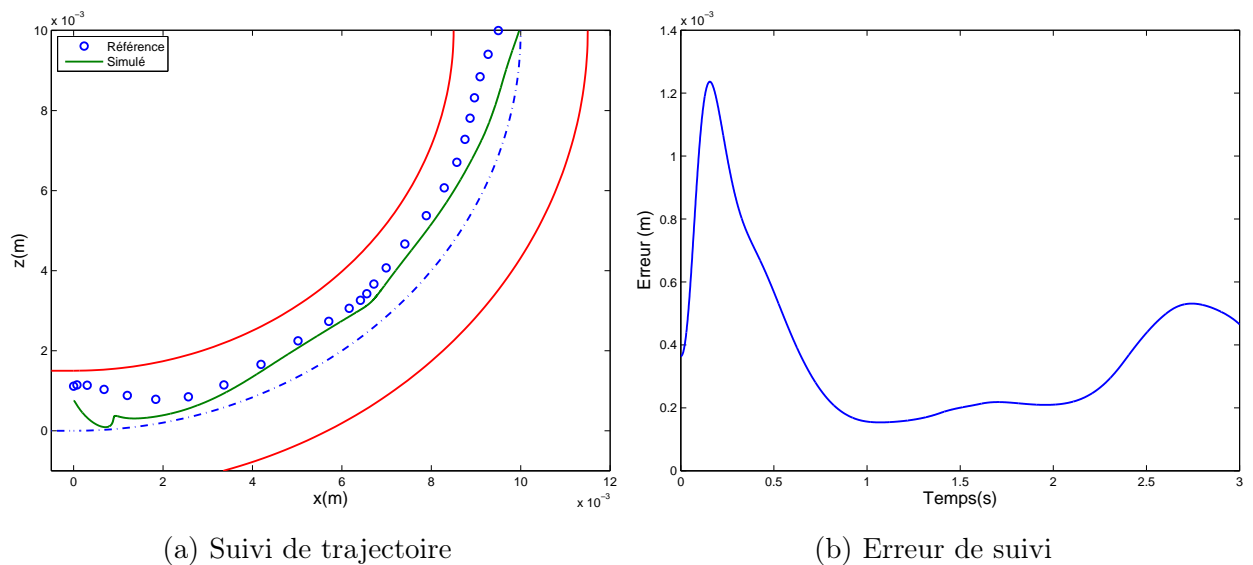 x 10⁻³
10
8
6
4
2
0
z(m)
Référence
Simulé
0 2 4 6 8 10 12
x(m)
x 10⁻³
(a) Suivi de trajectoire
x 10⁻³
1.4
1.2
1
0.8
0.6
0.4
0.2
0
Erreur (m)
0 0.5 1 1.5 2 2.5 3
Temps(s)
(b) Erreur de suivi